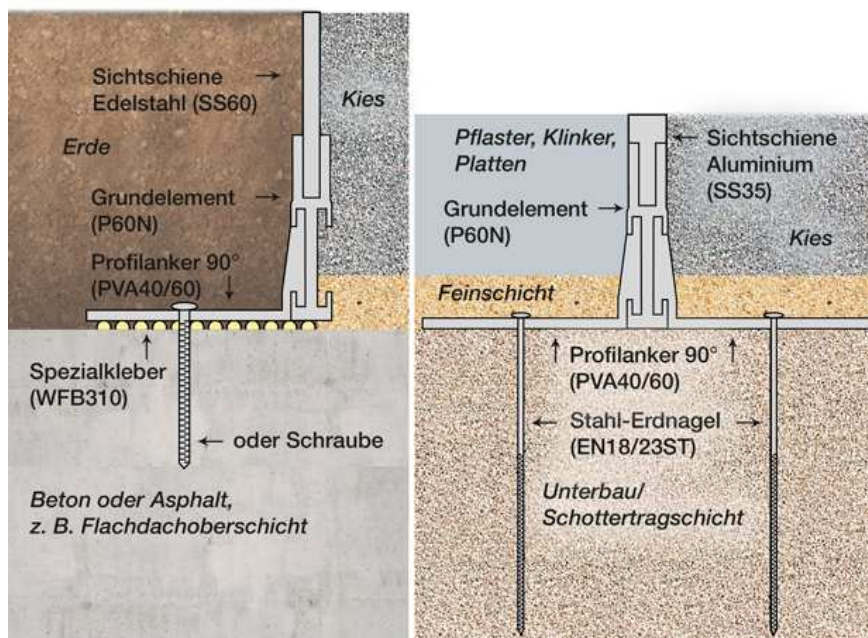 Sichtschiene
Edelstahl (SS60)
Kies
Erde
Grundelement
(P60N)
Profilanker 90°
(PVA40/60)
Spezialkleber
(WFB310)
oder Schraube
Beton oder Asphalt,
z. B. Flachdachoberschicht
Pflaster, Klinker,
Platten
Sichtschiene
Aluminium
(SS35)
Grundelement
(P60N)
Kies
Feinschicht
Profilanker 90°
(PVA40/60)
Stahl-Erdnagel
(EN18/23ST)
Unterbau/
Schottertragschicht